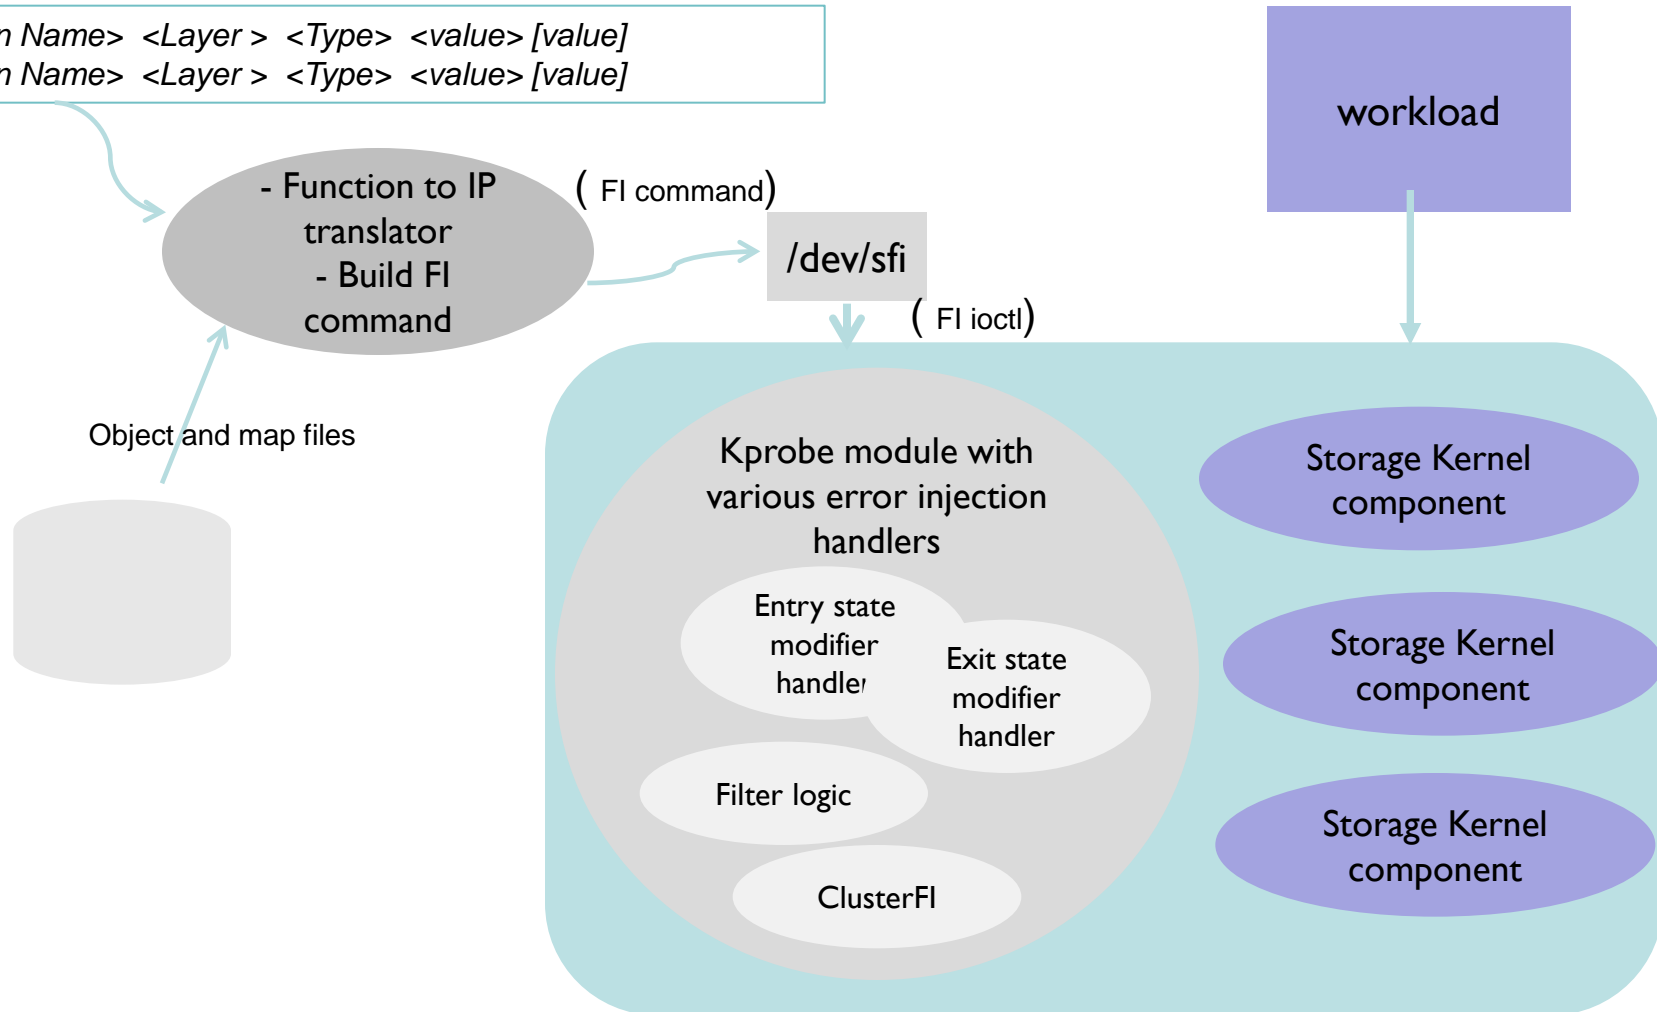 n Name> <Layer > <Type> <value> [value]
n Name> <Layer > <Type> <value> [value]
workload
- Function to IP
translator
- Build FI
command
( FI command)
/dev/sfi
( FI ioctl)
Object and map files
Kprobe module with
various error injection
handlers
Entry state
modifier
handler
Exit state
modifier
handler
Filter logic
ClusterFI
Storage Kernel
component
Storage Kernel
component
Storage Kernel
component